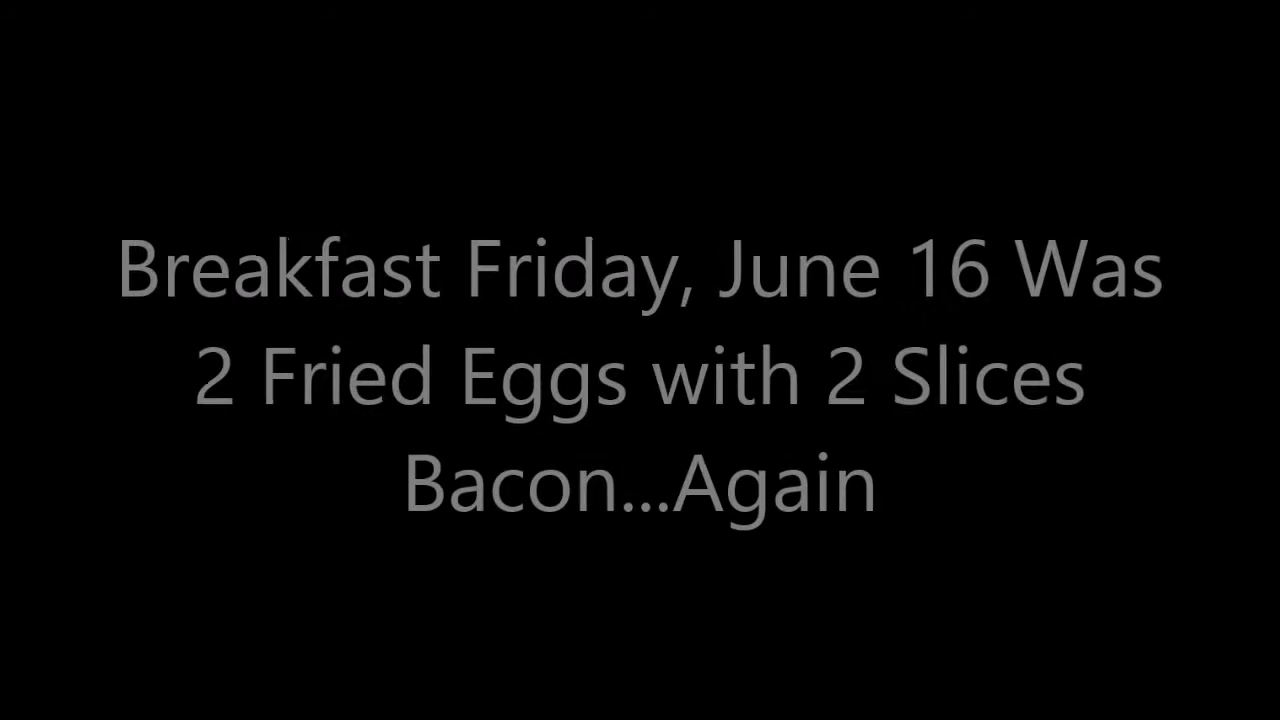 Breakfast Friday, June 16 Was
2 Fried Eggs with 2 Slices
Bacon...Again